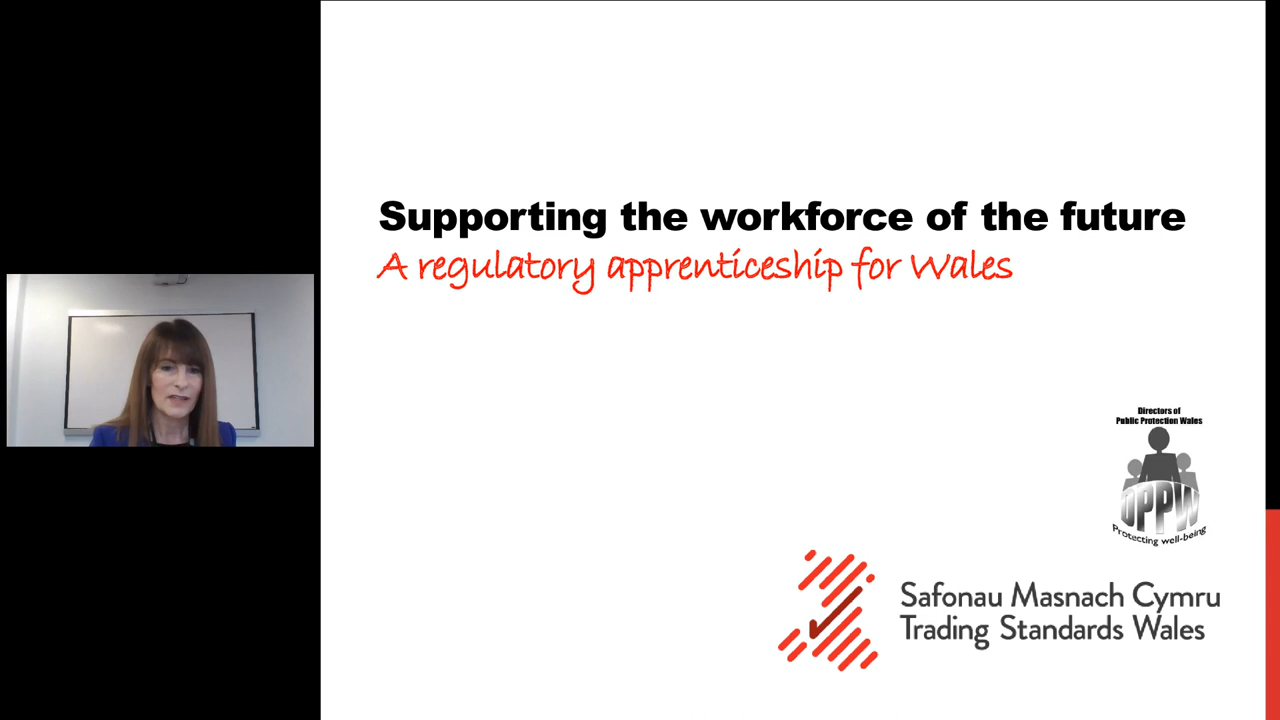 Supporting the workforce of the future
A regulatory apprenticeship for Wales
Directors of
Public Protection Wales
DPPW
Protecting well-being
Safonau Masnach Cymru
Trading Standards Wales